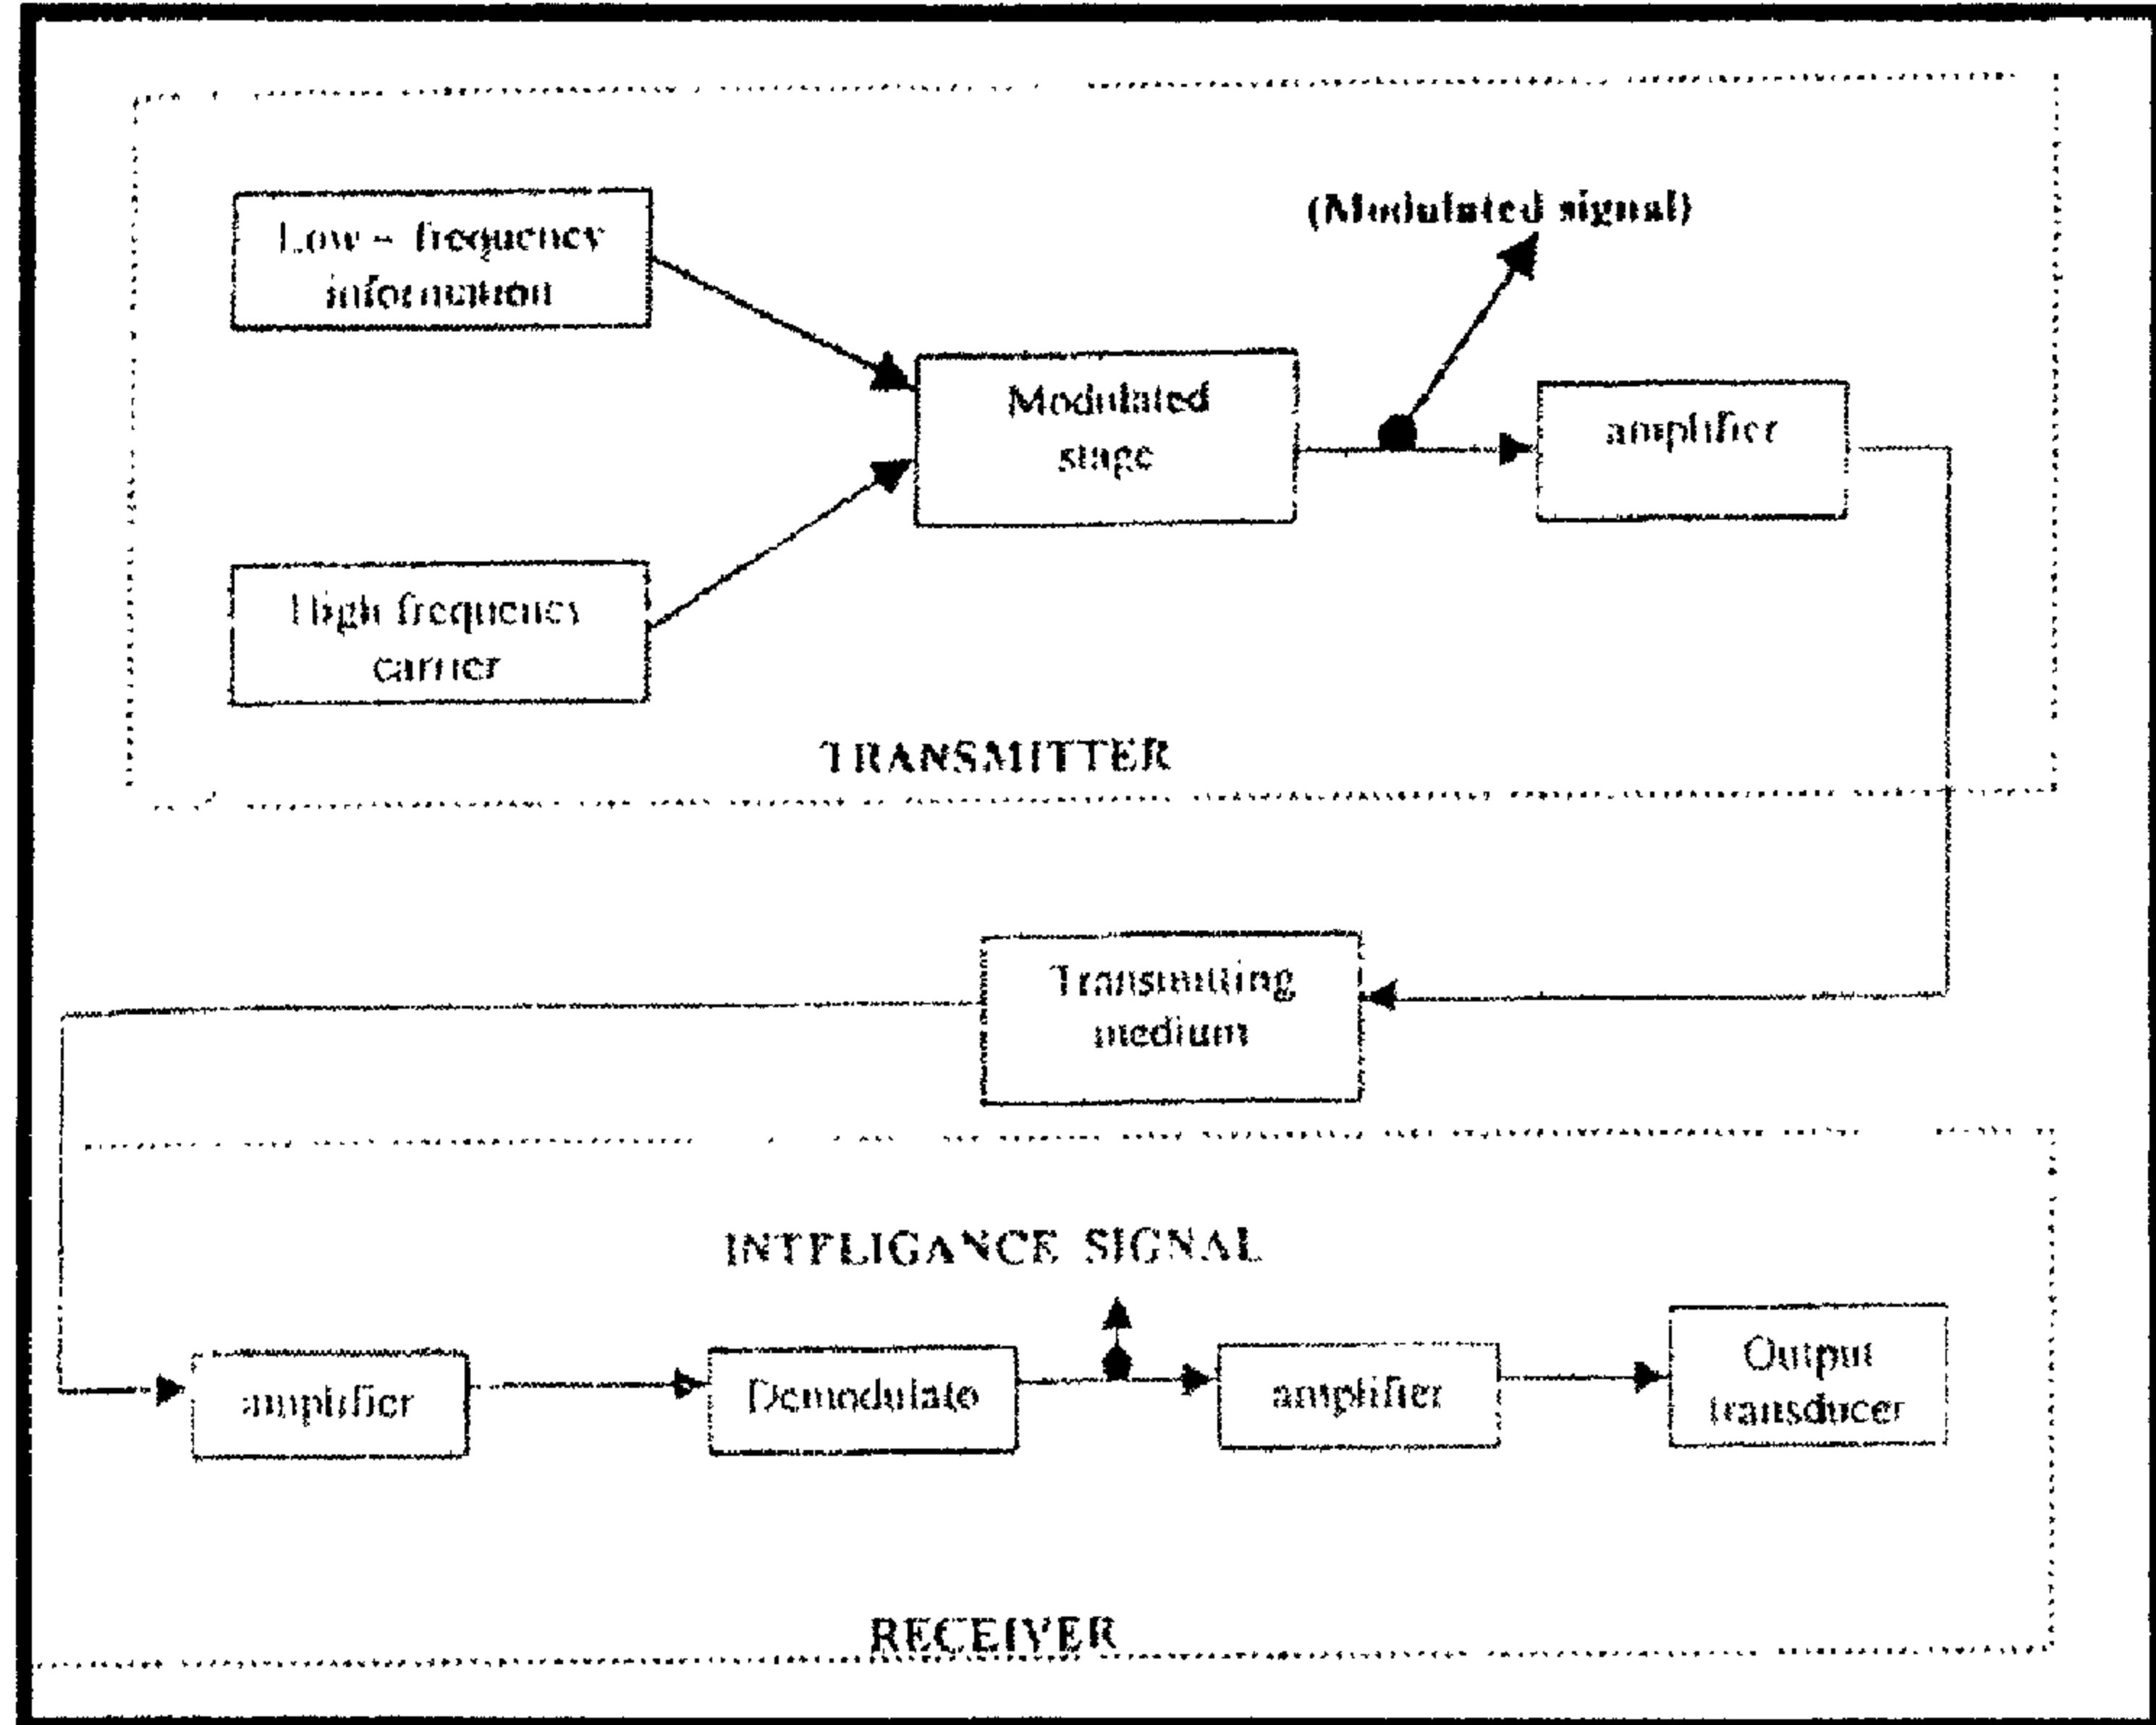 Low – frequency
information
(Modulated signal)
Modulated
stage
amplifier
High frequency
carrier
TRANSMITTER
Transmitting
medium
INTELIGANCE SIGNAL
amplifier
Demodulato
amplifier
Output
transducer
RECEIVER